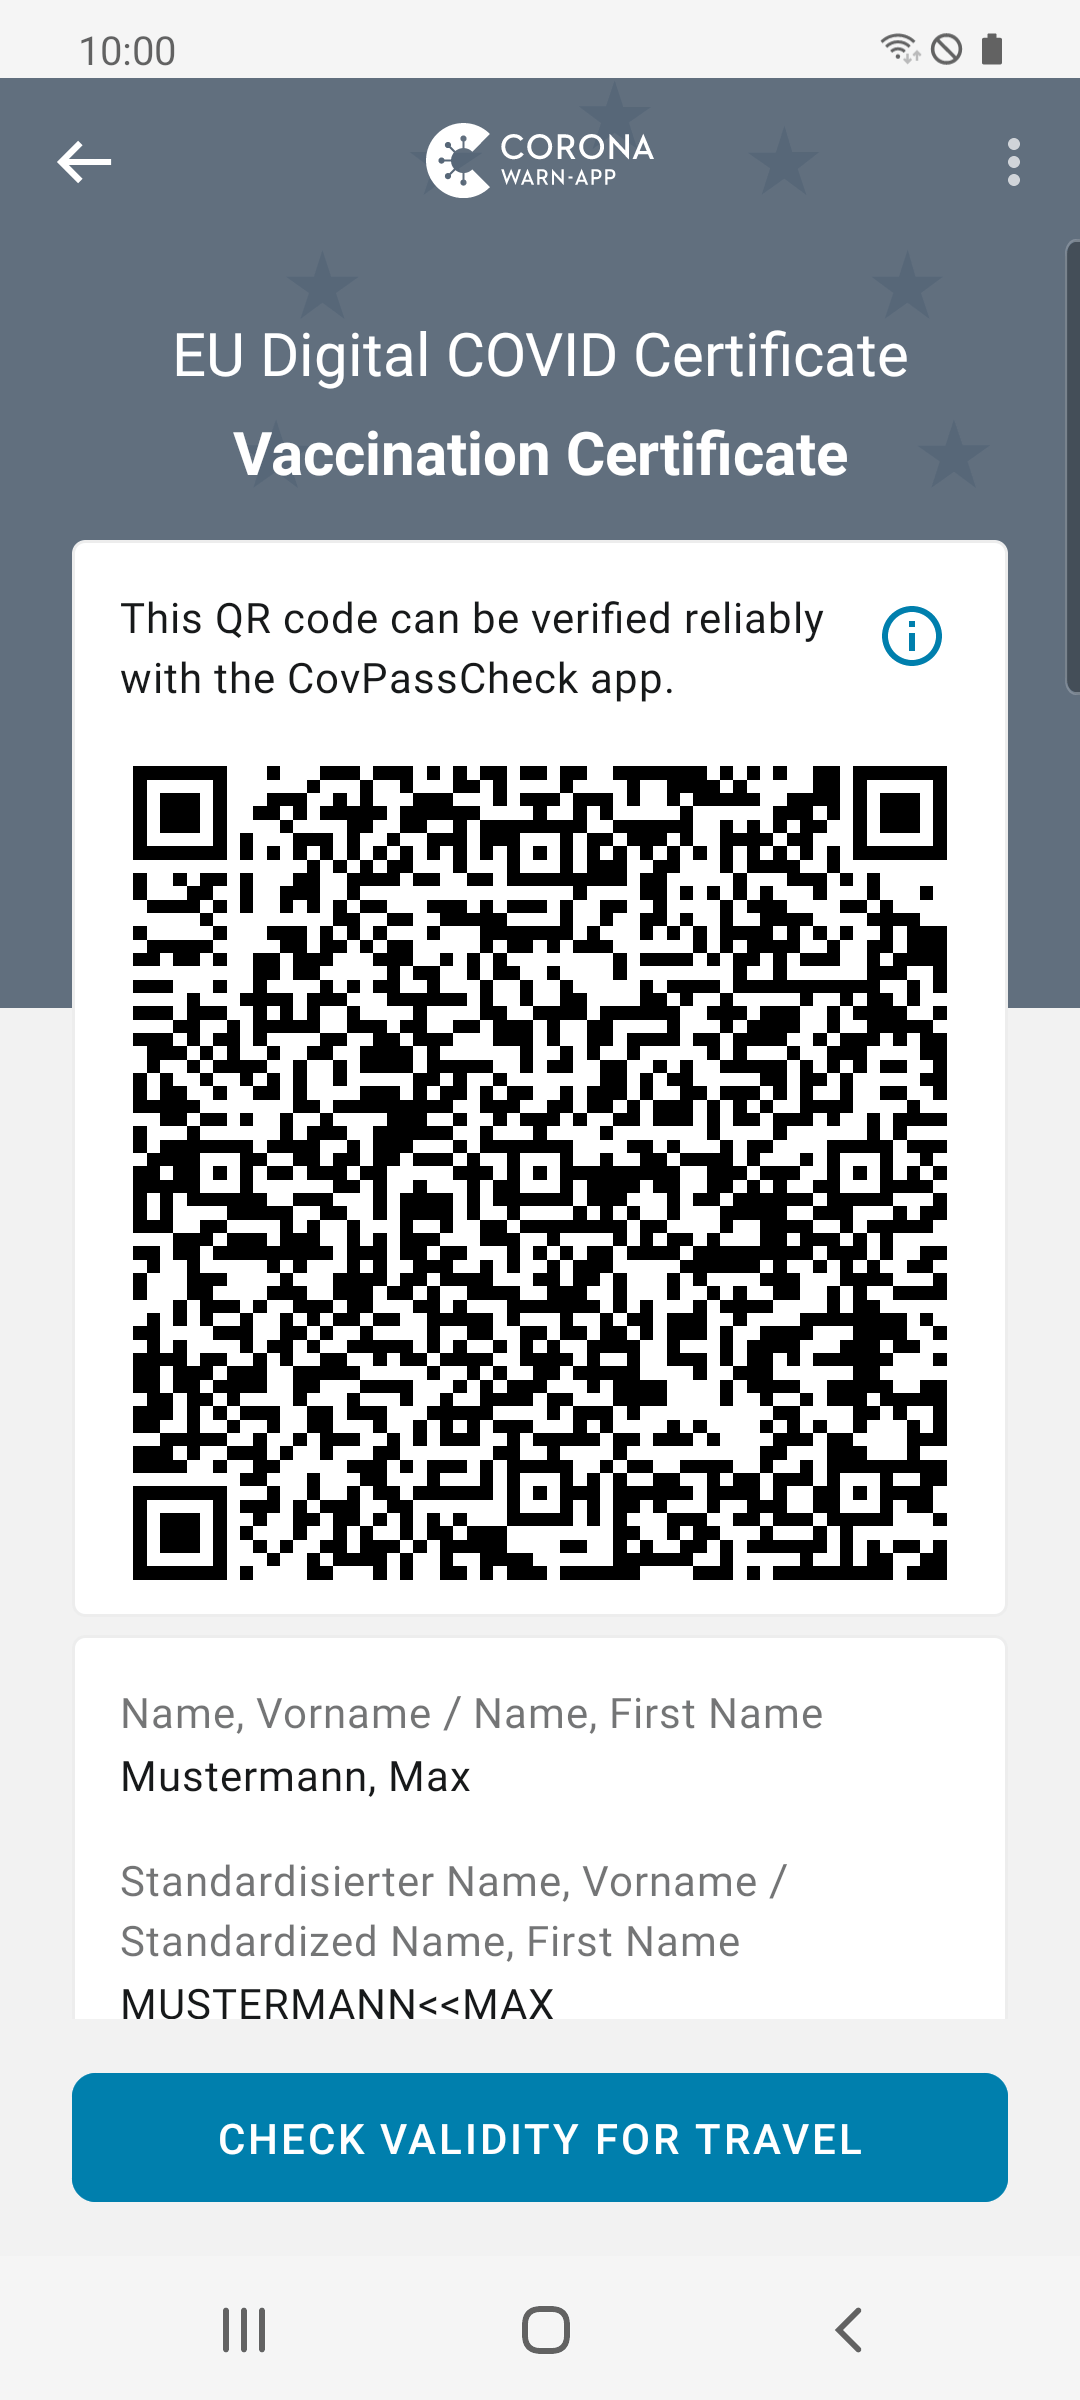 10:00
CORONA
WARN-APP
EU Digital COVID Certificate
Vaccination Certificate
This QR code can be verified reliably
with the CovPassCheck app.
Name, Vorname / Name, First Name
Mustermann, Max
Standardisierter Name, Vorname /
Standardized Name, First Name
MUSTERMANN<<MAX
CHECK VALIDITY FOR TRAVEL